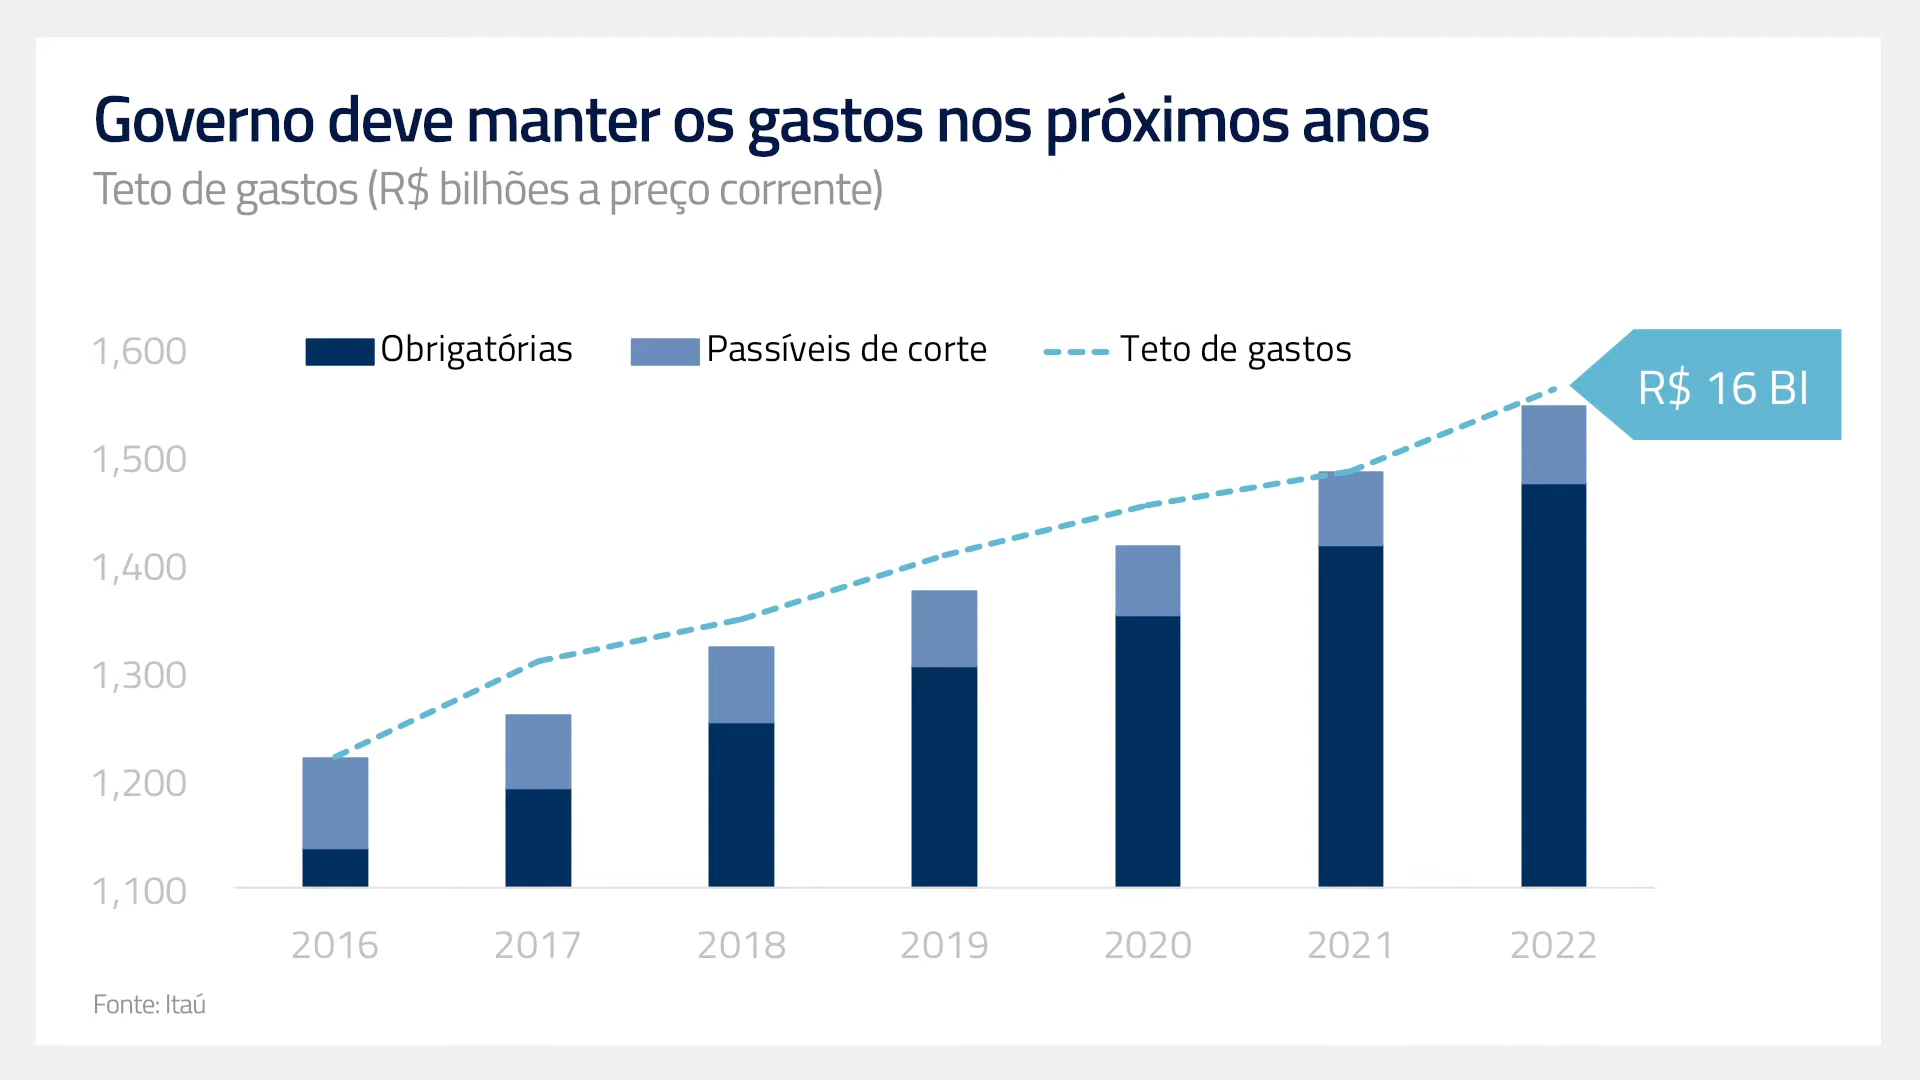 Governo deve manter os gastos nos próximos anos
Teto de gastos (R$ bilhões a preço corrente)
Obrigatórias
Passíveis de corte
Teto de gastos
R$ 16 BI
1,600
1,500
1,400
1,300
1,200
1,100
2016
2017
2018
2019
2020
2021
2022
Fonte: Itaú